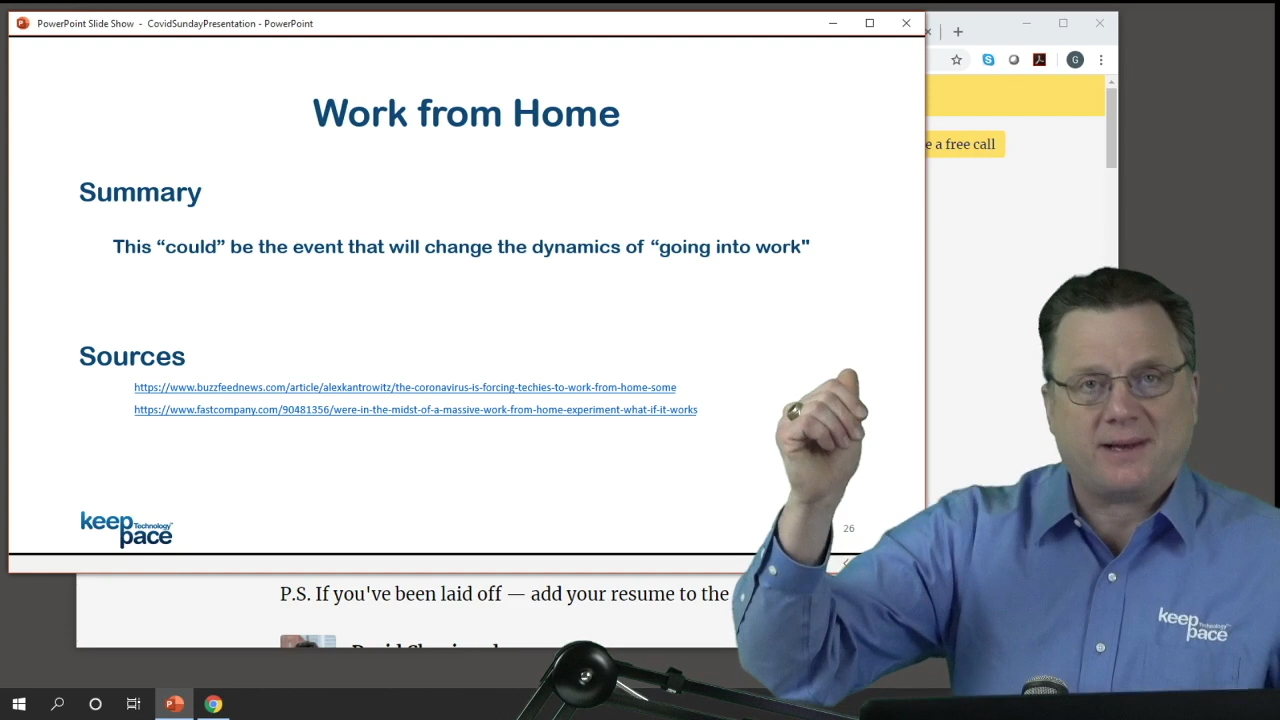 PowerPoint Slide Show - CovidSundayPresentation - PowerPoint
G
Work from Home
e a free call
Summary
This “could” be the event that will change the dynamics of “going into work"
Sources
https://www.buzzfeednews.com/article/alexkantrowitz/the-coronavirus-is-forcing-techies-to-work-from-home-some
https://www.fastcompany.com/90481356/were-in-the-midst-of-a-massive-work-from-home-experiment-what-if-it-works
keep Technology™
pace
26
P.S. If you've been laid off — add your resume to the
keep Technology™
pace